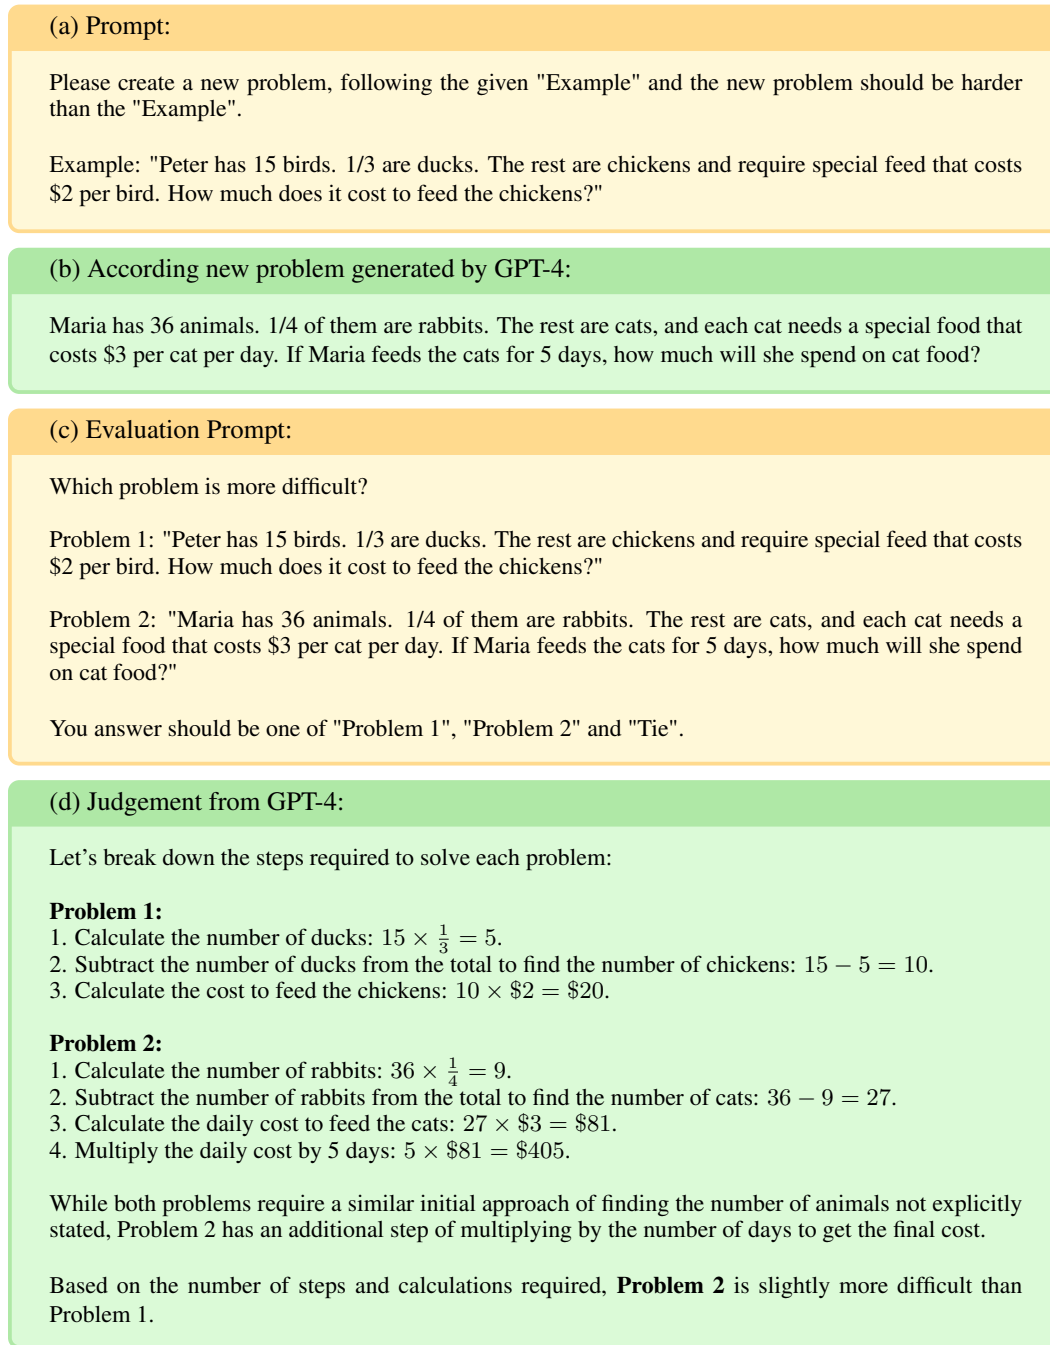 (a) Prompt:
Please create a new problem, following the given "Example" and the new problem should be harder
than the "Example".
Example: "Peter has 15 birds. 1/3 are ducks. The rest are chickens and require special feed that costs
$2 per bird. How much does it cost to feed the chickens?"
(b) According new problem generated by GPT-4:
Maria has 36 animals. 1/4 of them are rabbits. The rest are cats, and each cat needs a special food that
costs $3 per cat per day. If Maria feeds the cats for 5 days, how much will she spend on cat food?
(c) Evaluation Prompt:
Which problem is more difficult?
Problem 1: "Peter has 15 birds. 1/3 are ducks. The rest are chickens and require special feed that costs
$2 per bird. How much does it cost to feed the chickens?"
Problem 2: "Maria has 36 animals. 1/4 of them are rabbits. The rest are cats, and each cat needs a
special food that costs $3 per cat per day. If Maria feeds the cats for 5 days, how much will she spend
on cat food?"
You answer should be one of "Problem 1", "Problem 2" and "Tie".
(d) Judgement from GPT-4:
Let's break down the steps required to solve each problem:
Problem 1:
1. Calculate the number of ducks: 15 × 1/3 = 5.
2. Subtract the number of ducks from the total to find the number of chickens: 15 − 5 = 10.
3. Calculate the cost to feed the chickens: 10 × $2 = $20.
Problem 2:
1. Calculate the number of rabbits: 36 × 1/4 = 9.
2. Subtract the number of rabbits from the total to find the number of cats: 36 − 9 = 27.
3. Calculate the daily cost to feed the cats: 27 × $3 = $81.
4. Multiply the daily cost by 5 days: 5 × $81 = $405.
While both problems require a similar initial approach of finding the number of animals not explicitly
stated, Problem 2 has an additional step of multiplying by the number of days to get the final cost.
Based on the number of steps and calculations required, Problem 2 is slightly more difficult than
Problem 1.